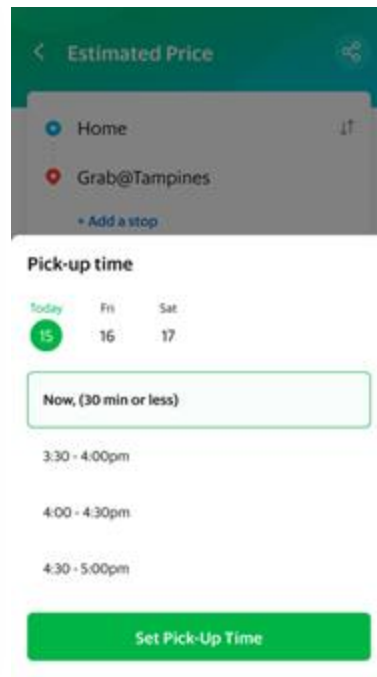 Estimated Price
Home
Grab@Tampines
+ Add a stop
Pick-up time
Today Fri Sat
15 16 17
Now, (30 min or less)
3:30 - 4:00pm
4:00 - 4:30pm
4:30 - 5:00pm
Set Pick-Up Time